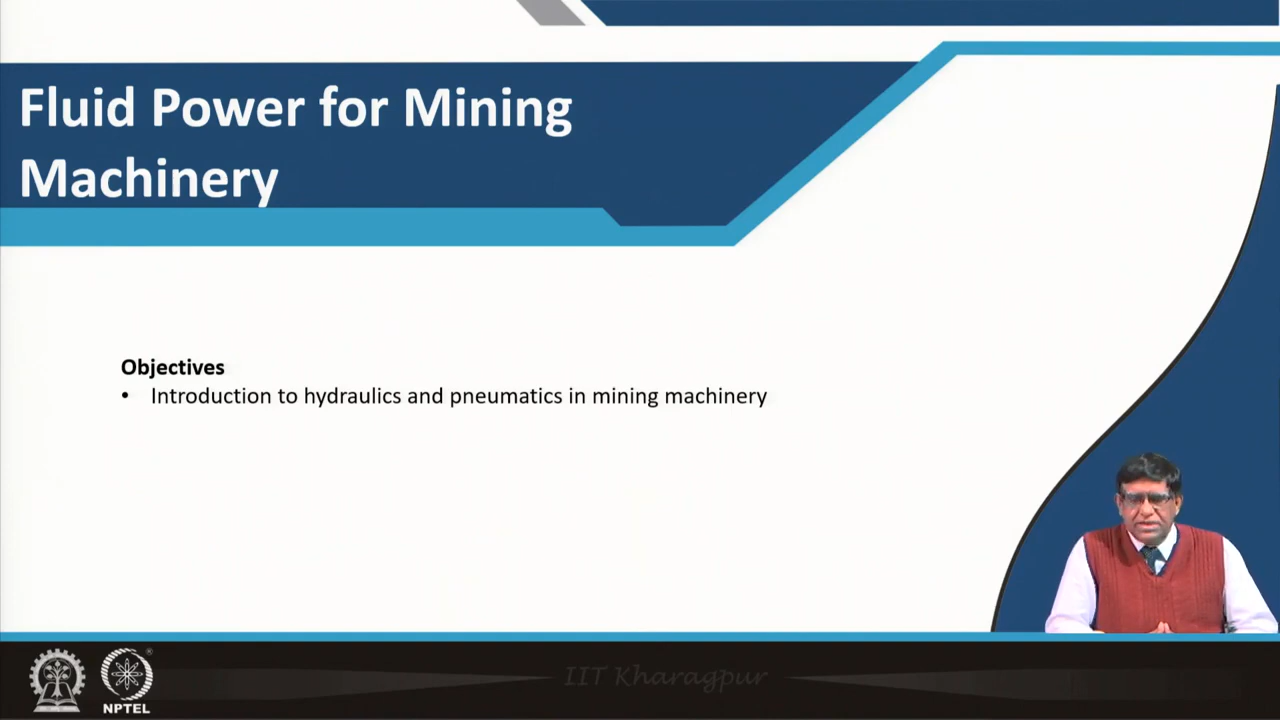 Fluid Power for Mining
Machinery
Objectives
• Introduction to hydraulics and pneumatics in mining machinery
IIT Kharagpur
NPTEL